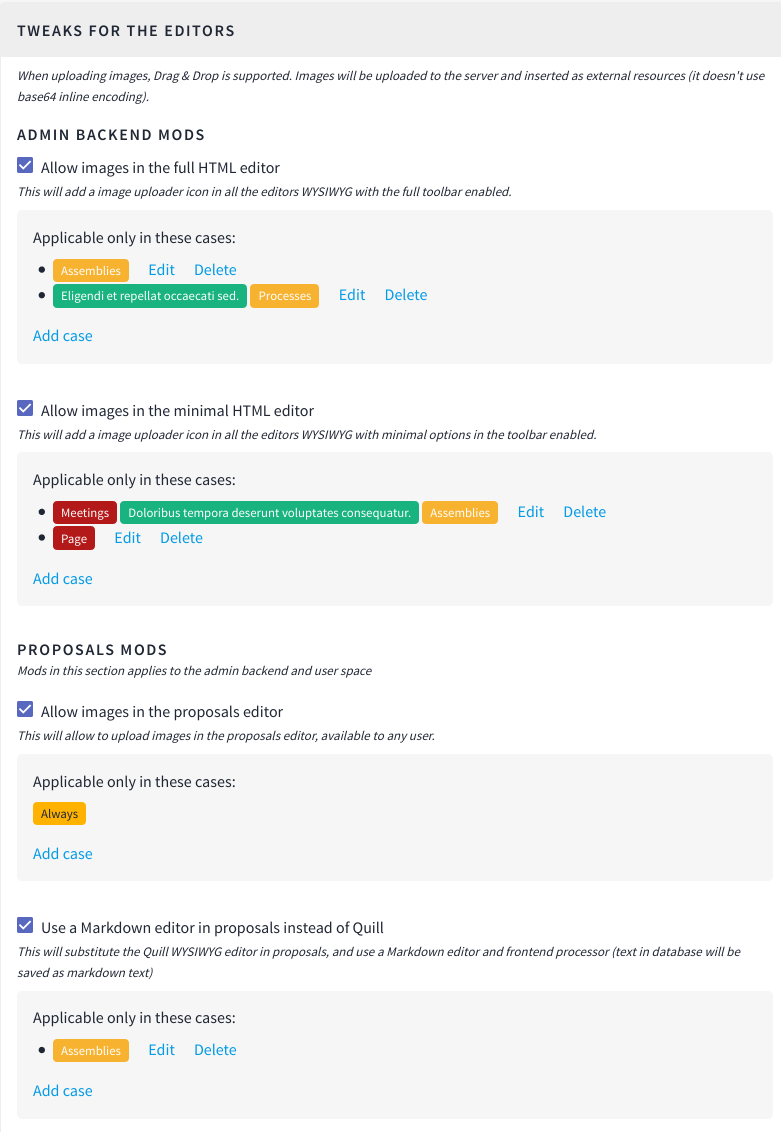 TWEAKS FOR THE EDITORS
When uploading images, Drag & Drop is supported. Images will be uploaded to the server and inserted as external resources (it doesn't use
base64 inline encoding).
ADMIN BACKEND MODS
Allow images in the full HTML editor
This will add a image uploader icon in all the editors WYSIWYG with the full toolbar enabled.
Applicable only in these cases:
Assemblies Edit Delete
Eligendi et repellat occaecati sed. Processes Edit Delete
Add case
Allow images in the minimal HTML editor
This will add a image uploader icon in all the editors WYSIWYG with minimal options in the toolbar enabled.
Applicable only in these cases:
Meetings Doloribus tempora deserunt voluptates consequatur. Assemblies Edit Delete
Page Edit Delete
Add case
PROPOSALS MODS
Mods in this section applies to the admin backend and user space
Allow images in the proposals editor
This will allow to upload images in the proposals editor, available to any user.
Applicable only in these cases:
Always
Add case
Use a Markdown editor in proposals instead of Quill
This will substitute the Quill WYSIWYG editor in proposals, and use a Markdown editor and frontend processor (text in database will be
saved as markdown text)
Applicable only in these cases:
Assemblies Edit Delete
Add case